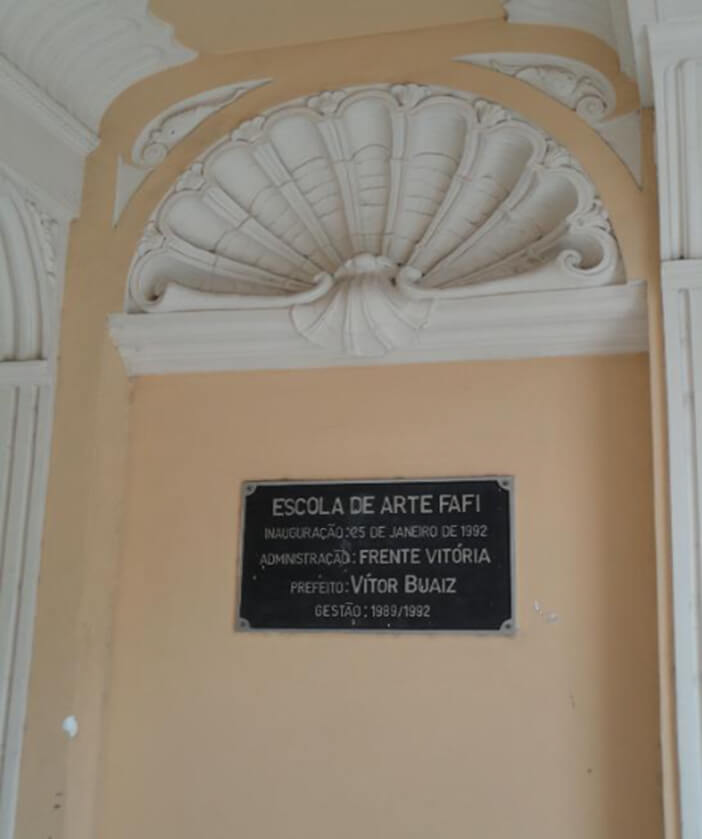 ESCOLA DE ARTE FAFI
INAUGURAÇÃO: 25 DE JANEIRO DE 1992
ADMINISTRAÇÃO: FRENTE VITÓRIA
PREFEITO: VÍTOR BUAIZ
GESTÃO: 1989/1992